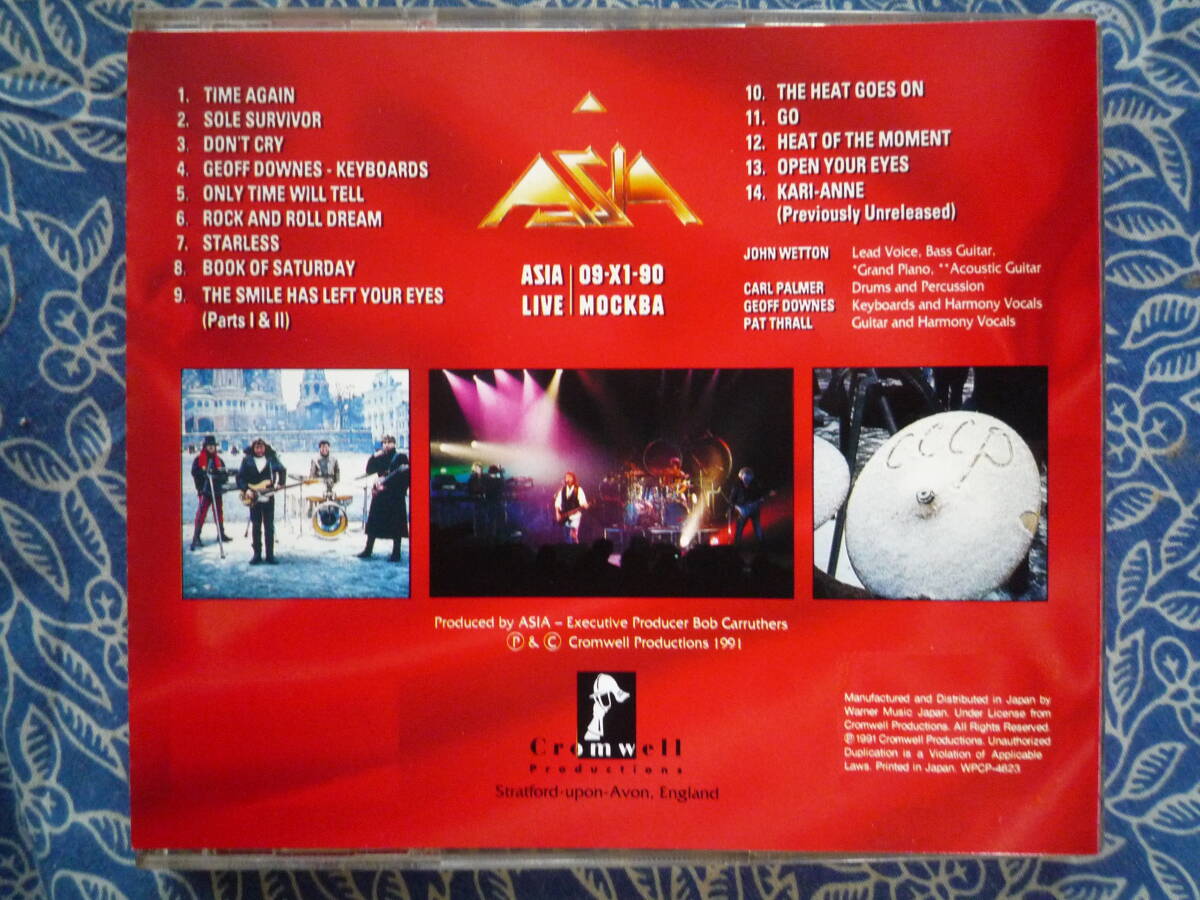 1. TIME AGAIN
2. SOLE SURVIVOR
3. DON'T CRY
4. GEOFF DOWNES - KEYBOARDS
5. ONLY TIME WILL TELL
6. ROCK AND ROLL DREAM
7. STARLESS
8. BOOK OF SATURDAY
9. THE SMILE HAS LEFT YOUR EYES
(Parts I & II)
ASIA
ASIA | 09-X1-90
LIVE | MOCKBA
10. THE HEAT GOES ON
11. GO
12. HEAT OF THE MOMENT
13. OPEN YOUR EYES
14. KARI-ANNE
(Previously Unreleased)
JOHN WETTON Lead Voice, Bass Guitar,
*Grand Piano, **Acoustic Guitar
CARL PALMER Drums and Percussion
GEOFF DOWNES Keyboards and Harmony Vocals
PAT THRALL Guitar and Harmony Vocals
cccp
Produced by ASIA – Executive Producer Bob Carruthers
Ⓟ & Ⓒ Cromwell Productions 1991
Cromwell
Productions
Stratford-upon-Avon, England
Manufactured and Distributed in Japan by
Warner Music Japan. Under License from
Cromwell Productions. All Rights Reserved.
Ⓟ1991 Cromwell Productions. Unauthorized
Duplication is a Violation of Applicable
Laws. Printed in Japan. WPCP-4623